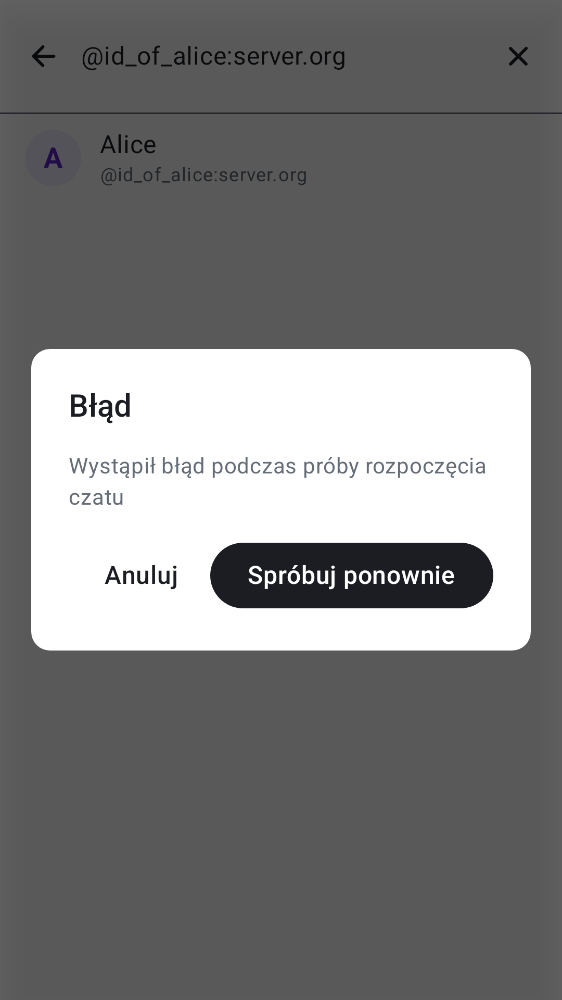 @id_of_alice:server.org
A
Alice
@id_of_alice:server.org
Błąd
Wystąpił błąd podczas próby rozpoczęcia
czatu
Anuluj
Spróbuj ponownie